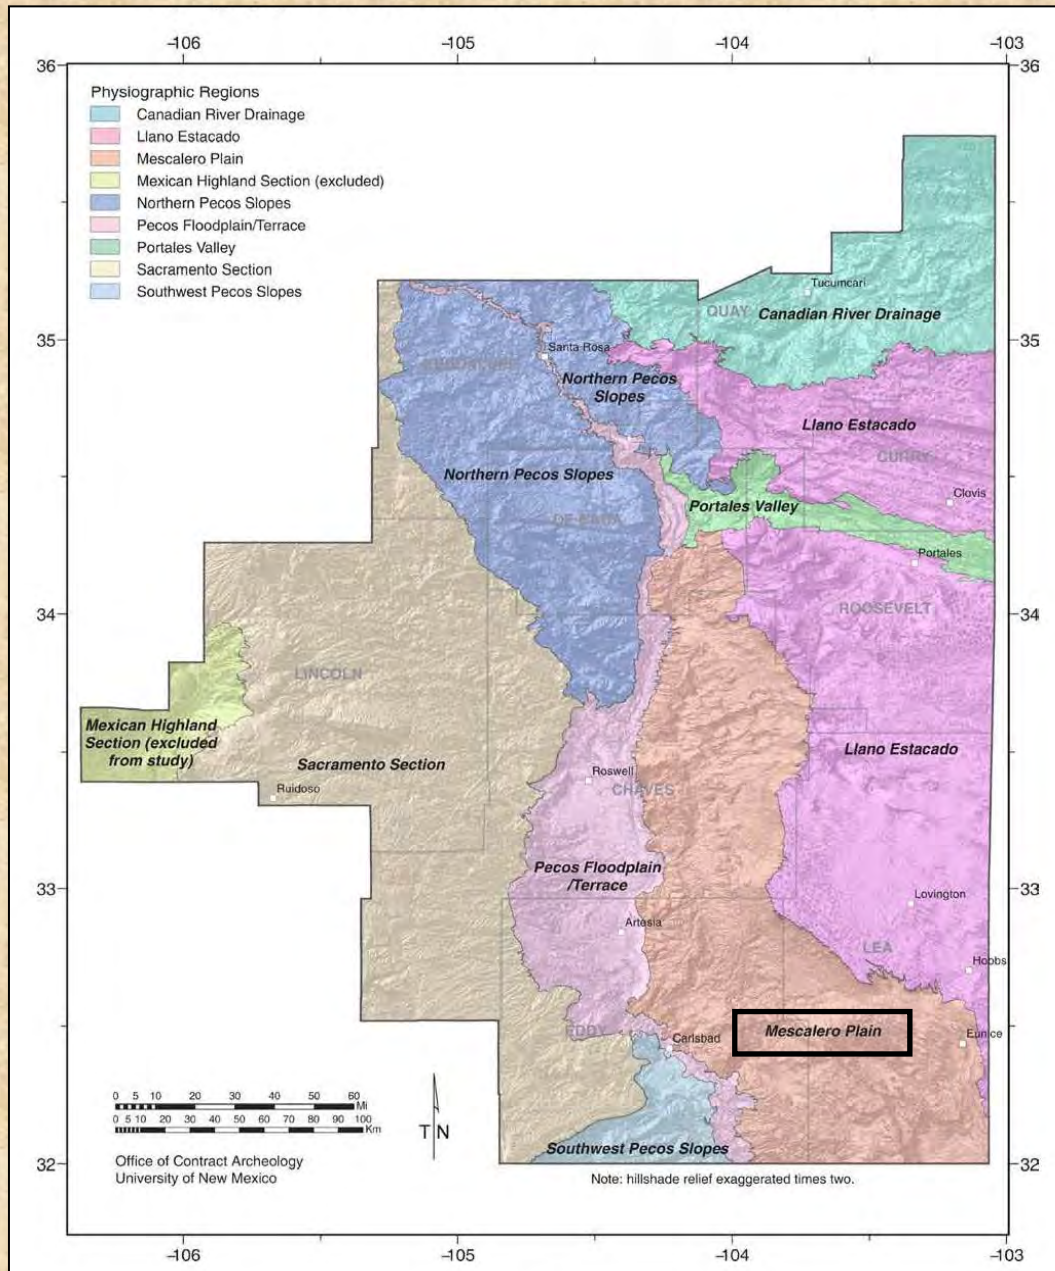 -106 -105 -104 -103
36 36
Physiographic Regions
Canadian River Drainage
Llano Estacado
Mescalero Plain
Mexican Highland Section (excluded)
Northern Pecos Slopes
Pecos Floodplain/Terrace
Portales Valley
Sacramento Section
Southwest Pecos Slopes
Tucumcari
QUAY
Canadian River Drainage
35 35
Santa Rosa
Northern Pecos
Slopes
Llano Estacado
CURRY
Northern Pecos Slopes
Clovis
Portales Valley
DE BACA
Portales
34 34
ROOSEVELT
LINCOLN
Mexican Highland
Section (excluded
from study)
Sacramento Section
Llano Estacado
Roswell
Ruidoso
CHAVES
Pecos Floodplain
/Terrace
33 33
Lovington
Artesia
LEA
Hobbs
EDDY
Mescalero Plain
Carlsbad
Eunice
0 5 10 20 30 40 50 60
Mi
0 5 10 20 30 40 50 60 70 80 90 100
Km
T N
Southwest Pecos Slopes
Office of Contract Archeology
University of New Mexico
32 32
Note: hillshade relief exaggerated times two.
-106 -105 -104 -103